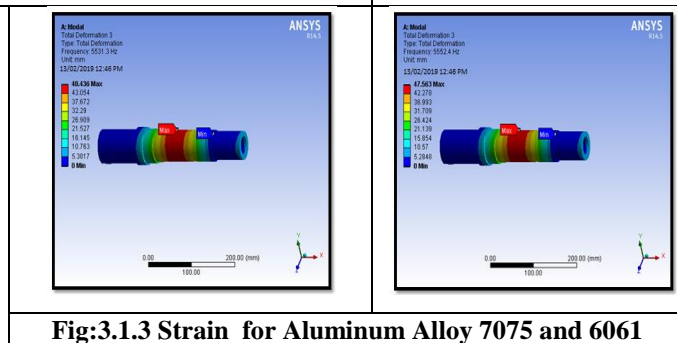 A: Modal
Total Deformation 3
Type: Total Deformation
Frequency: 5531.3 Hz
Unit: mm
13/02/2019 12:46 PM
48.436 Max
43.054
37.672
32.29
26.909
21.527
16.145
10.763
5.3817
0 Min
ANSYS
R14.5
Max
Min
0.00
200.00 (mm)
100.00
Y
X
Z
A: Modal
Total Deformation 3
Type: Total Deformation
Frequency: 5552.4 Hz
Unit: mm
13/02/2019 12:46 PM
47.563 Max
42.278
36.993
31.709
26.424
21.139
15.854
10.57
5.2848
0 Min
ANSYS
R14.5
Max
Min
0.00
200.00 (mm)
100.00
Y
X
Z
Fig:3.1.3 Strain for Aluminum Alloy 7075 and 6061